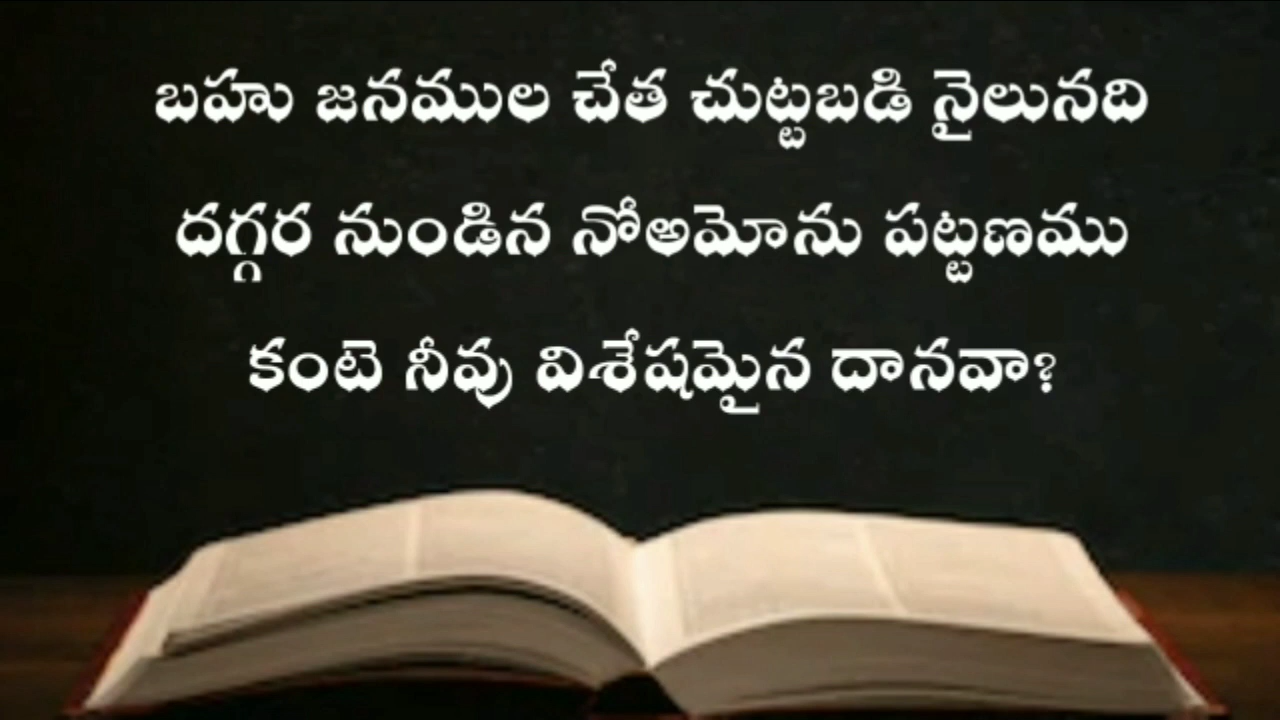 బహు జనముల చేత చుట్టబడి నైలునది
దగ్గర నుండిన నోఅమోను పట్టణము
కంటె నీవు విశేషమైన దానవా?